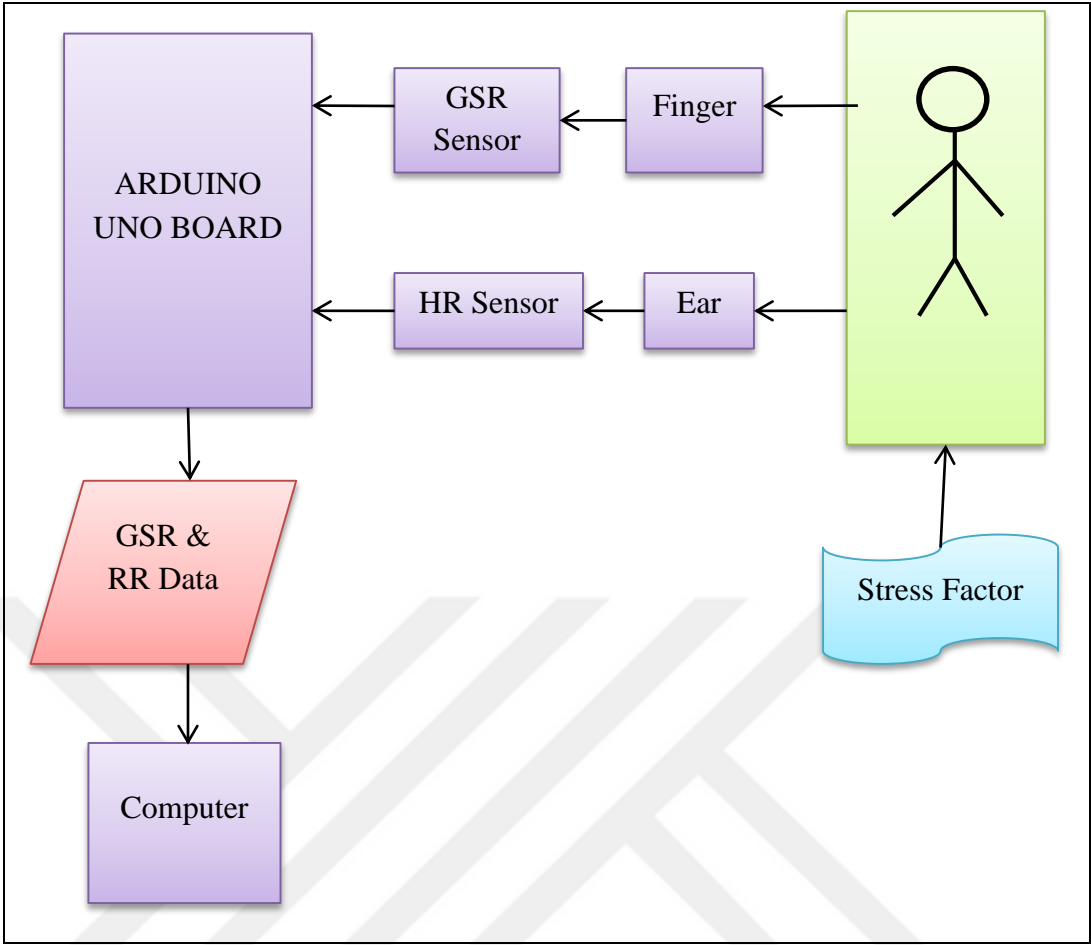 GSR
Sensor
Finger
ARDUINO
UNO BOARD
HR Sensor
Ear
GSR &
RR Data
Stress Factor
Computer